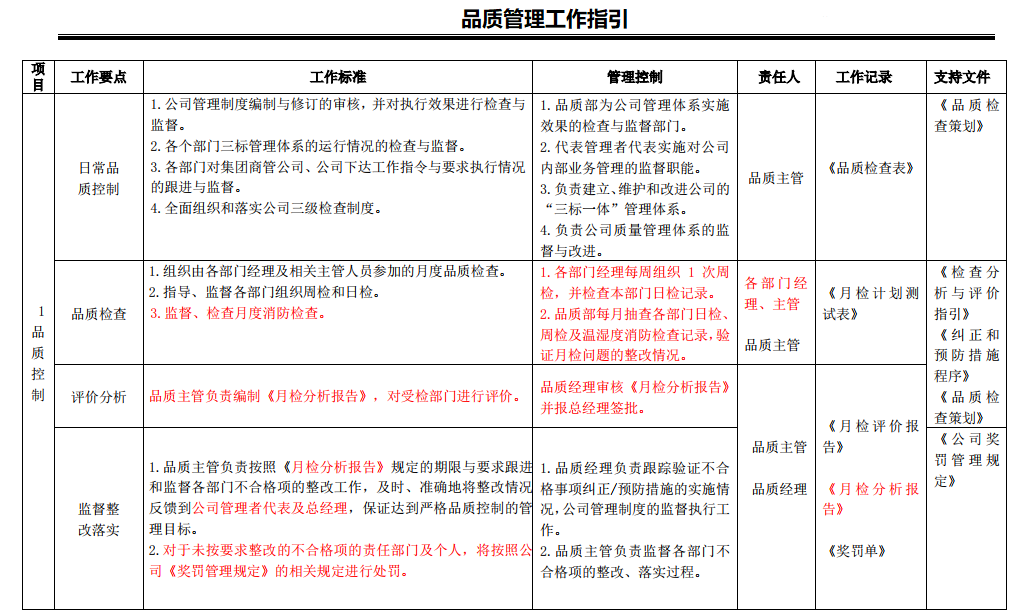 品质管理工作指引
项目
工作要点
工作标准
管理控制
责任人
工作记录
支持文件
1
品
质
控
制
日常品
质控制
1.公司管理制度编制与修订的审核，并对执行效果进行检查与
监督。
2.各个部门三标管理体系的运行情况的检查与监督。
3.各部门对集团商管公司、公司下达工作指令与要求执行情况
的跟进与监督。
4.全面组织和落实公司三级检查制度。
1.品质部为公司管理体系实施
效果的检查与监督部门。
2.代表管理者代表实施对公司
内部业务管理的监督职能。
3.负责建立、维护和改进公司的
“三标一体”管理体系。
4.负责公司质量管理体系的监
督与改进。
品质主管
《品质检查表》
《品质检
查策划》
品质检查
1.组织由各部门经理及相关主管人员参加的月度品质检查。
2.指导、监督各部门组织周检和日检。
3.监督、检查月度消防检查。
1.各部门经理每周组织 1 次周
检，并检查本部门日检记录。
2.品质部每月抽查各部门日检、
周检及温湿度消防检查记录，验
证月检问题的整改情况。
各部门经
理、主管
品质主管
《月检计划测
试表》
《检查分
析与评价
指引》
《纠正和
预防措施
程序》
《品质检
查策划》
评价分析
品质主管负责编制《月检分析报告》，对受检部门进行评价。
品质经理审核《月检分析报告》
并报总经理签批。
监督整
改落实
1.品质主管负责按照《月检分析报告》规定的期限与要求跟进
和监督各部门不合格项的整改工作，及时、准确地将整改情况
反馈到公司管理者代表及总经理，保证达到严格品质控制的管
理目标。
2.对于未按要求整改的不合格项的责任部门及个人，将按照公
司《奖罚管理规定》的相关规定进行处罚。
1.品质经理负责跟踪验证不合
格事项纠正/预防措施的实施情
况，公司管理制度的监督执行工
作。
2.品质主管负责监督各部门不
合格项的整改、落实过程。
品质主管
品质经理
《月检评价报
告》
《月检分析报
告》
《奖罚单》
《公司奖
罚管理规
定》